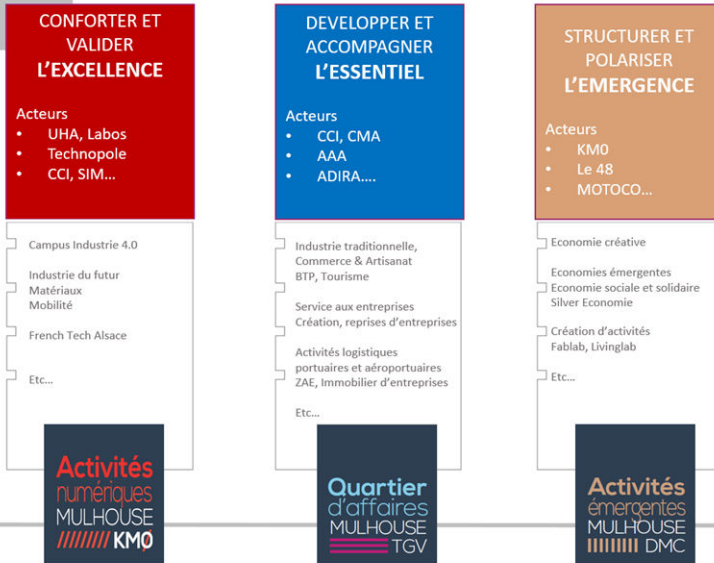 CONFORTER ET
VALIDER
L'EXCELLENCE
Acteurs
• UHA, Labos
• Technopole
• CCI, SIM...
Campus Industrie 4.0
Industrie du futur
Matériaux
Mobilité
French Tech Alsace
Etc...
Activités
numériques
MULHOUSE
KM0
DEVELOPPER ET
ACCOMPAGNER
L'ESSENTIEL
Acteurs
• CCI, CMA
• AAA
• ADIRA....
Industrie traditionnelle,
Commerce & Artisanat
BTP, Tourisme
Service aux entreprises
Création, reprises d'entreprises
Activités logistiques
portuaires et aéroportuaires
ZAE, Immobilier d'entreprises
Etc...
Quartier
d'affaires
MULHOUSE
TGV
STRUCTURER ET
POLARISER
L'EMERGENCE
Acteurs
• KM0
• Le 48
• MOTOCO...
Economie créative
Economies émergentes
Economie sociale et solidaire
Silver Economie
Création d'activités
Fablab, Livinglab
Etc...
Activités
émergentes
MULHOUSE
DMC